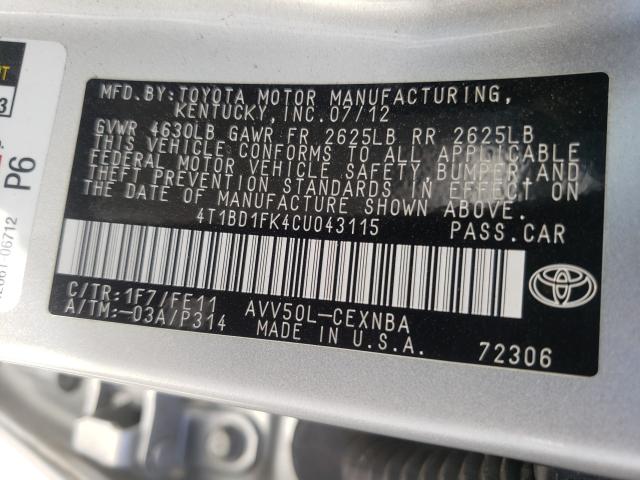 MFD.BY:TOYOTA MOTOR MANUFACTURING,
KENTUCKY, INC.07/12
GVWR 4630LB GAWR FR 2625LB RR 2625LB
THIS VEHICLE CONFORMS TO ALL APPLICABLE
FEDERAL MOTOR VEHICLE SAFETY, BUMPER AND
THEFT PREVENTION STANDARDS IN EFFECT ON
THE DATE OF MANUFACTURE SHOWN ABOVE.
4T1BD1FK4CU043115 PASS.CAR
C/TR:1F7/FE11 AVV50L-CEXNBA
A/TM:-03A/P314 MADE IN U.S.A. 72306
P6